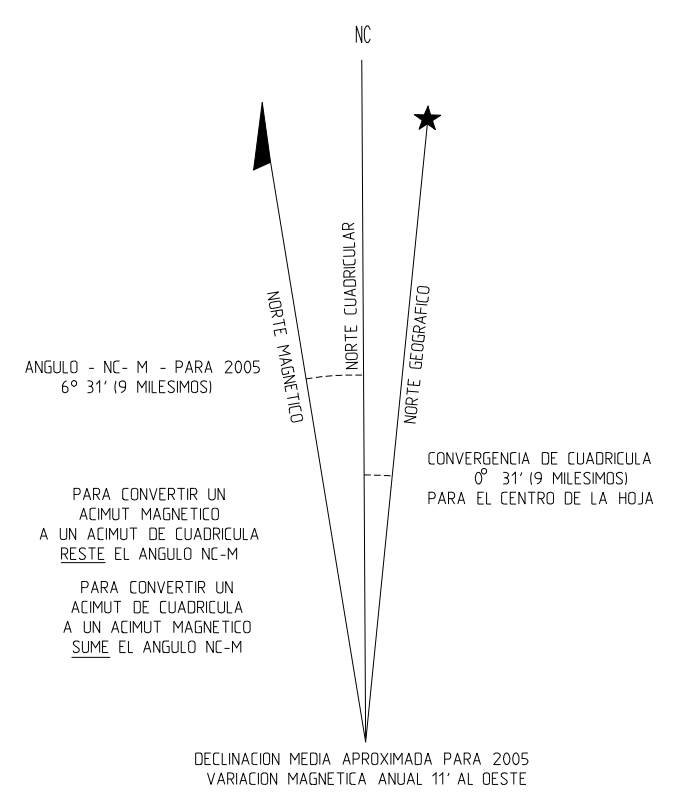 NC
NORTE MAGNETICO
NORTE CUADRICULAR
NORTE GEOGRAFICO
ANGULO - NC- M - PARA 2005
6° 31' (9 MILESIMOS)
CONVERGENCIA DE CUADRICULA
0° 31' (9 MILESIMOS)
PARA EL CENTRO DE LA HOJA
PARA CONVERTIR UN
ACIMUT MAGNETICO
A UN ACIMUT DE CUADRICULA
RESTE EL ANGULO NC-M
PARA CONVERTIR UN
ACIMUT DE CUADRICULA
A UN ACIMUT MAGNETICO
SUME EL ANGULO NC-M
DECLINACION MEDIA APROXIMADA PARA 2005
VARIACION MAGNETICA ANUAL 11' AL OESTE